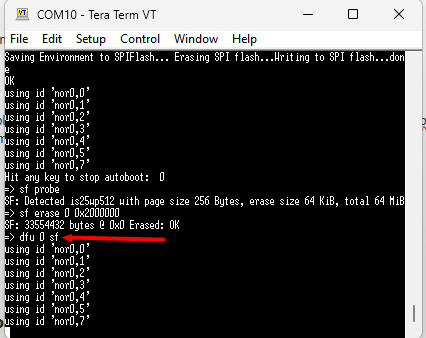 COM10 - Tera Term VT
File Edit Setup Control Window Help
Saving Environment to SPIFlash... Erasing SPI flash...Writing to SPI flash...don
e
OK
using id 'nor0,0'
using id 'nor0,1'
using id 'nor0,2'
using id 'nor0,3'
using id 'nor0,4'
using id 'nor0,5'
using id 'nor0,7'
Hit any key to stop autoboot:  0
=> sf probe
SF: Detected is25wp512 with page size 256 Bytes, erase size 64 KiB, total 64 MiB
=> sf erase 0 0x2000000
SF: 33554432 bytes @ 0x0 Erased: OK
=> dfu 0 sf
using id 'nor0,0'
using id 'nor0,1'
using id 'nor0,2'
using id 'nor0,3'
using id 'nor0,4'
using id 'nor0,5'
using id 'nor0,7'